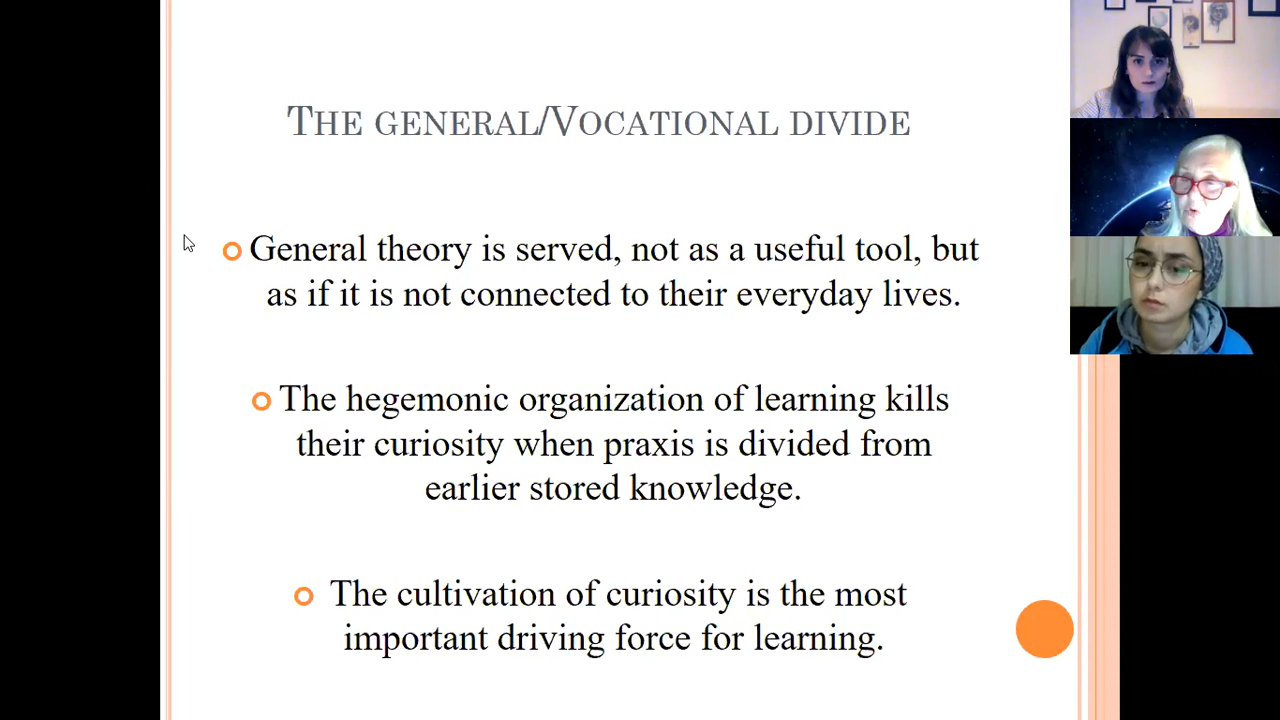 The general/Vocational divide
General theory is served, not as a useful tool, but
as if it is not connected to their everyday lives.
The hegemonic organization of learning kills
their curiosity when praxis is divided from
earlier stored knowledge.
The cultivation of curiosity is the most
important driving force for learning.